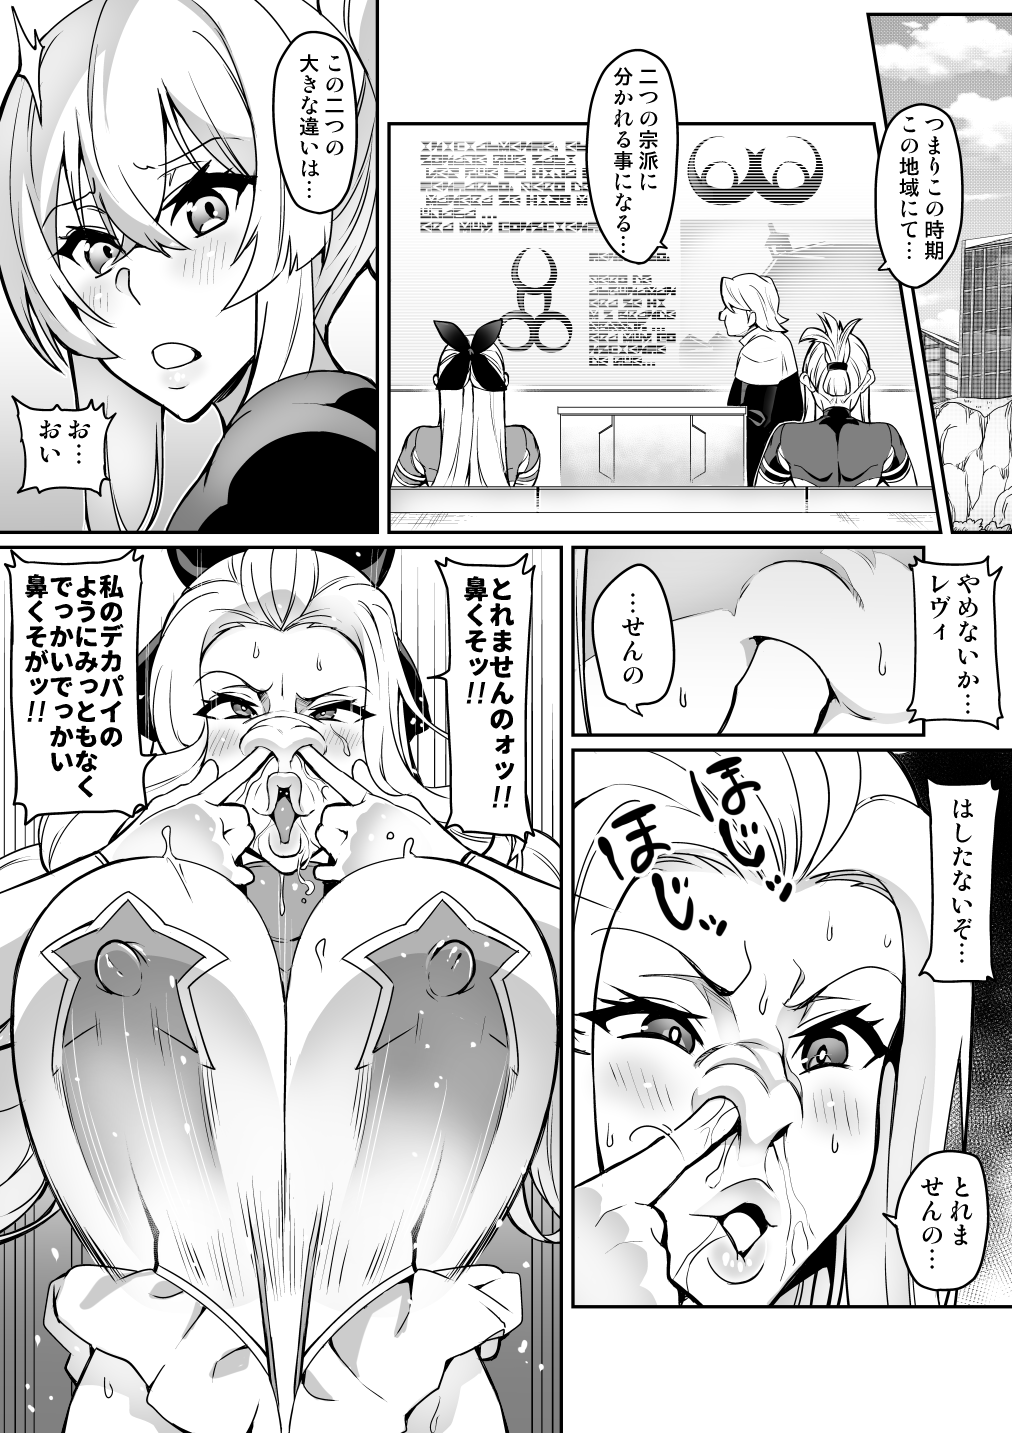 つまりこの時期
この地域にて…
二つの宗派に
分かれる事になる…
この二つの
大きな違いは…
お…
おい
やめないか…
レヴィ
…せんの
はしたないぞ…
ほじ
ほじッ
とれま
せんの…
とれませんのォッ!!
鼻くそッ!!
私のデカパイの
ようにみっともなく
でっかいでっかい
鼻くそがッ!!